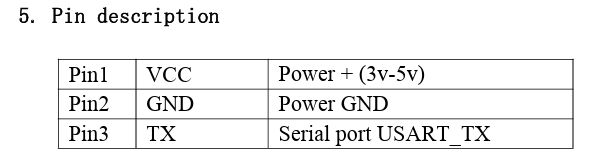 5. Pin description
Pin1 VCC Power + (3v-5v)
Pin2 GND Power GND
Pin3 TX Serial port USART_TX